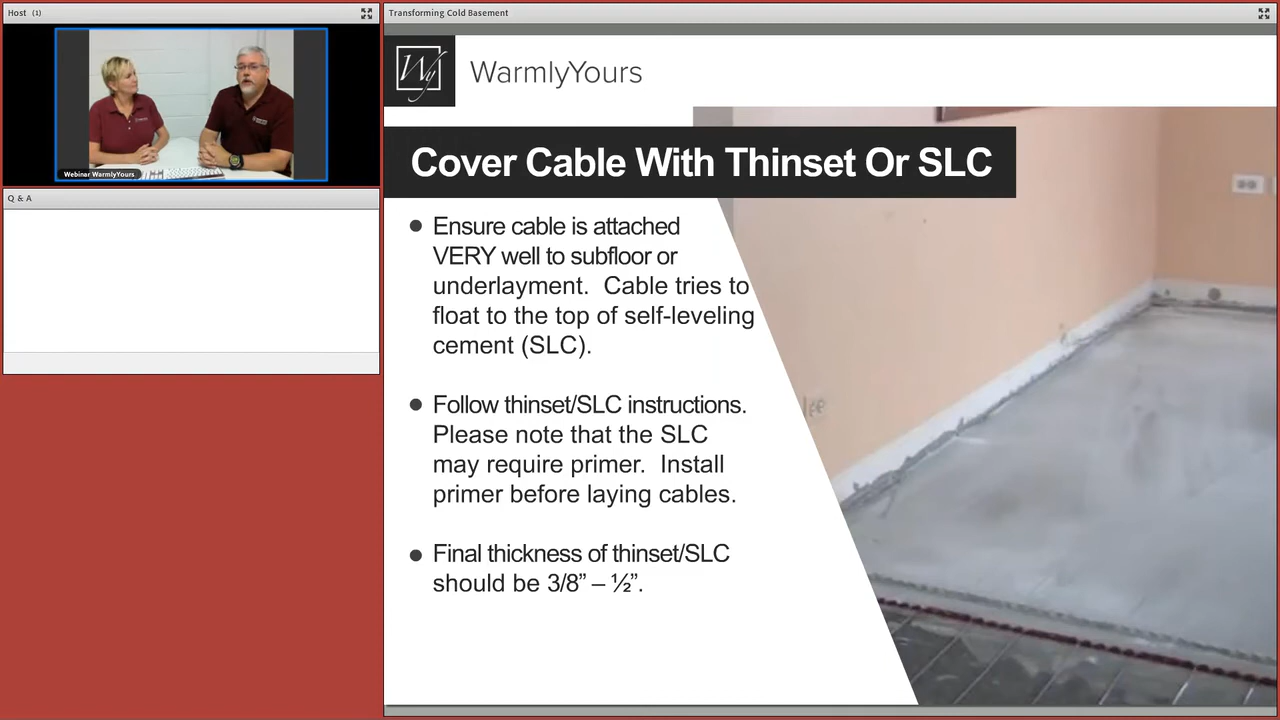 Host (1)
Webinar WarmlyYours
Q & A
Transforming Cold Basement
Wy
WarmlyYours
Cover Cable With Thinset Or SLC
Ensure cable is attached
VERY well to subfloor or
underlayment. Cable tries to
float to the top of self-leveling
cement (SLC).
Follow thinset/SLC instructions.
Please note that the SLC
may require primer. Install
primer before laying cables.
Final thickness of thinset/SLC
should be 3/8” – ½”.